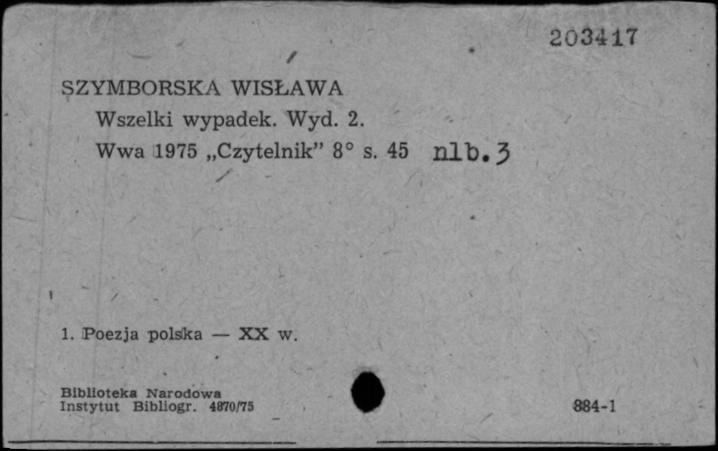 203417
SZYMBORSKA WISŁAWA
Wszelki wypadek. Wyd. 2.
Wwa 1975 „Czytelnik” 8° s. 45 nlb. 3
1. Poezja polska — XX w.
Biblioteka Narodowa
Instytut Bibliogr. 4870/75
884-1